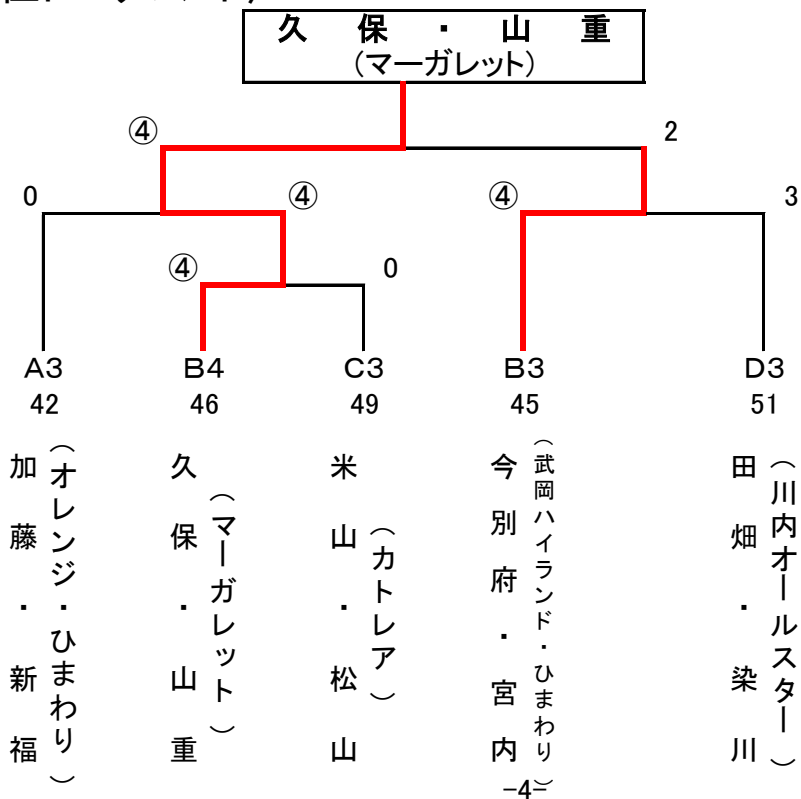 久保・山重
(マーガレット)
④ 2
0 ④ ④ 3
④ 0
A3 B4 C3 B3 D3
42 46 49 45 51
加藤・新福
(オレンジ・ひまわり)
久保・山重
(マーガレット)
米山・松山
(カトレア)
今別府・宮内
(武岡ハイランド・ひまわり)
田畑・染川
(川内オールスター)
-4-